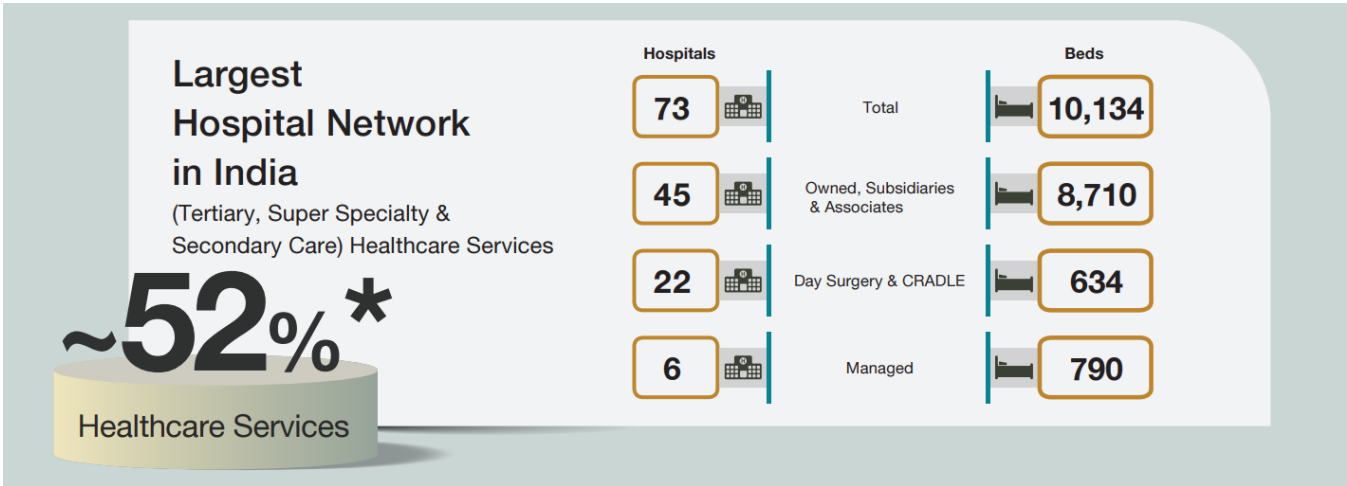 Largest
Hospital Network
in India
(Tertiary, Super Specialty &
Secondary Care) Healthcare Services
~52%*
Healthcare Services
Hospitals Beds
73 Total 10,134
45 Owned, Subsidiaries
& Associates 8,710
22 Day Surgery & CRADLE 634
6 Managed 790